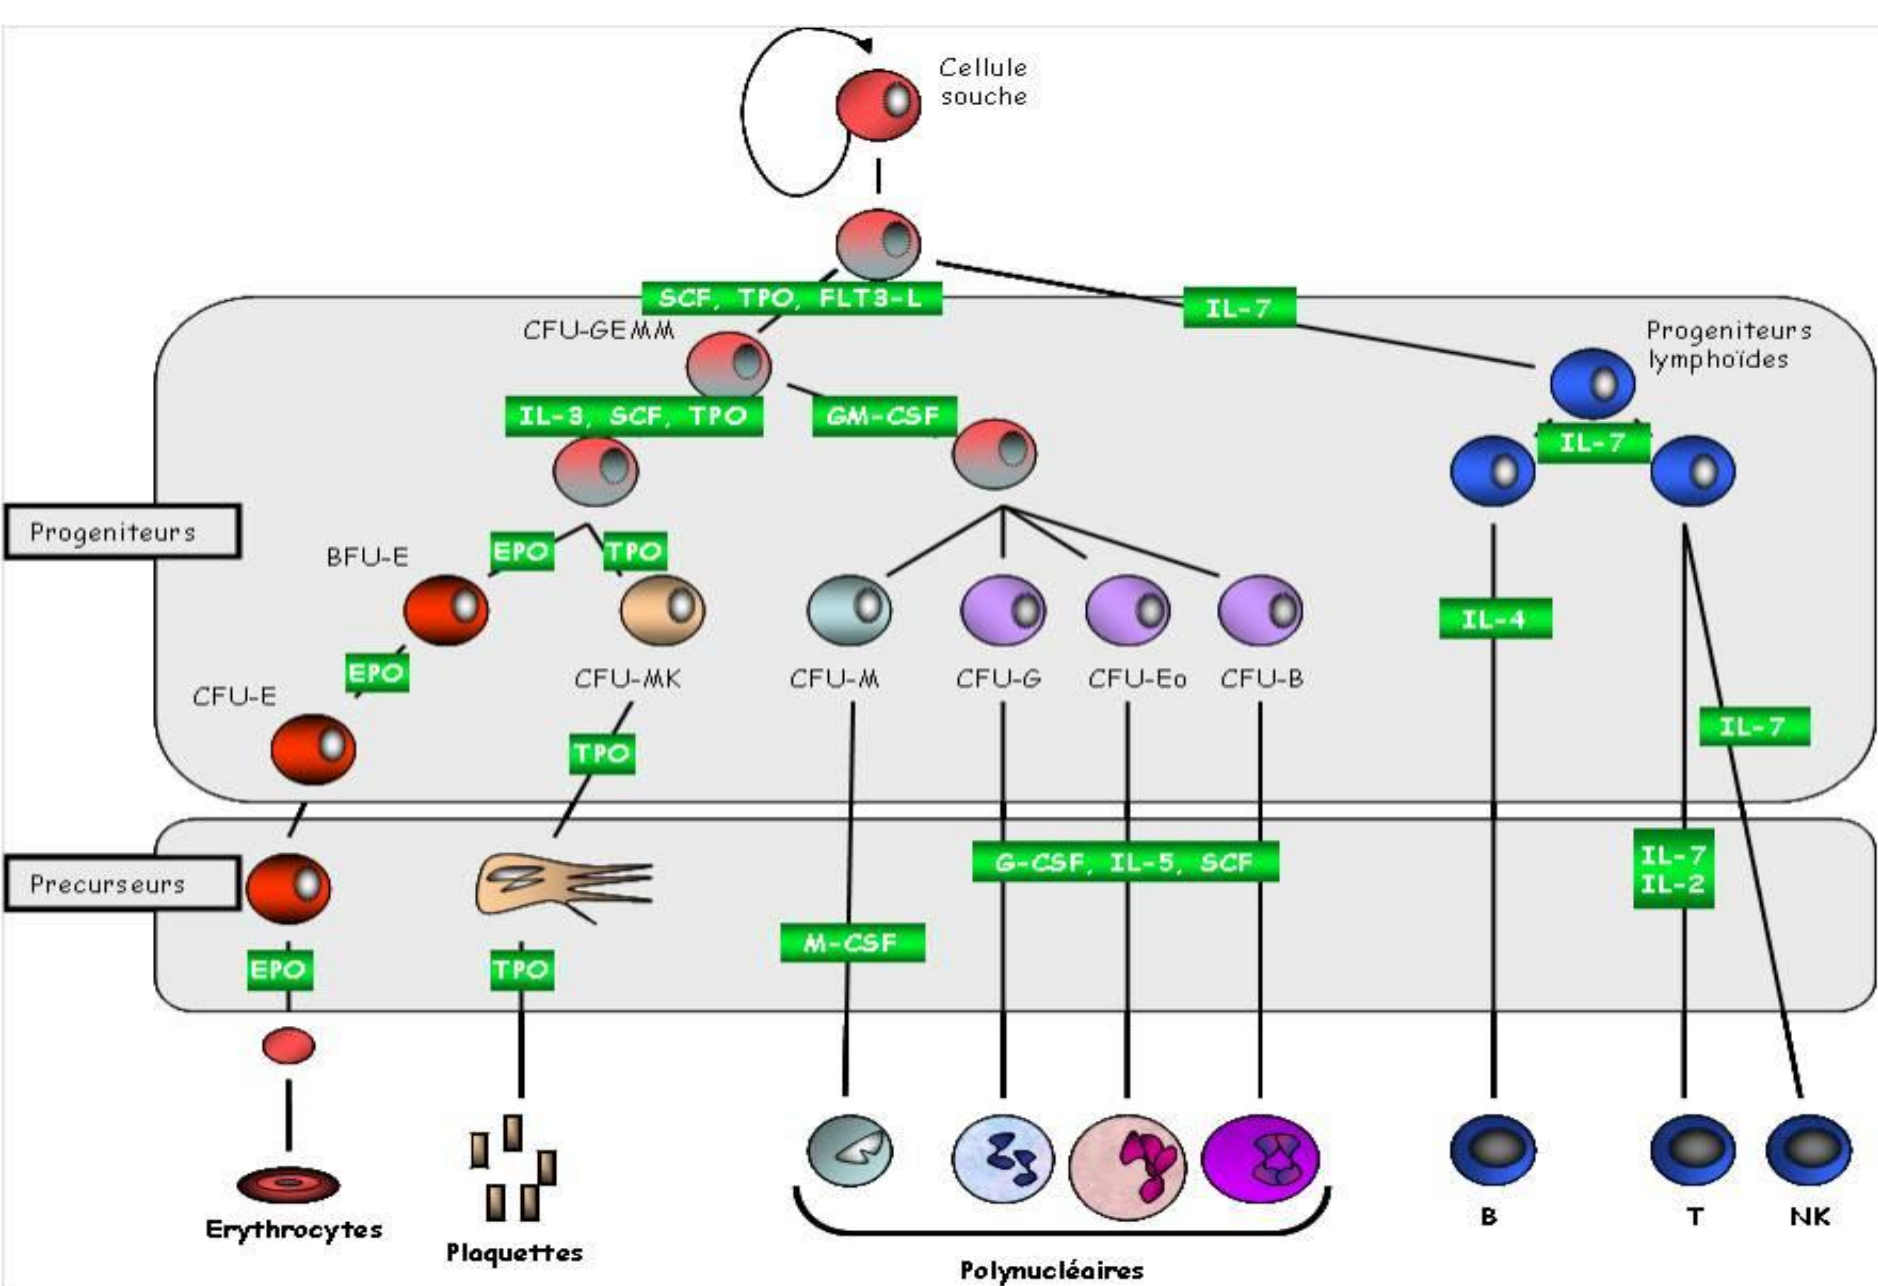 Cellule
souche
SCF, TPO, FLT3-L
IL-7
CFU-GEMM
Progeniteurs
lymphoïdes
IL-3, SCF, TPO
GM-CSF
IL-7
Progeniteurs
BFU-E
EPO
TPO
IL-4
EPO
CFU-E
CFU-MK
CFU-M
CFU-G
CFU-Eo
CFU-B
IL-7
TPO
Precurseurs
G-CSF, IL-5, SCF
IL-7
IL-2
M-CSF
EPO
TPO
Erythrocytes
Plaquettes
Polynucléaires
B
T
NK